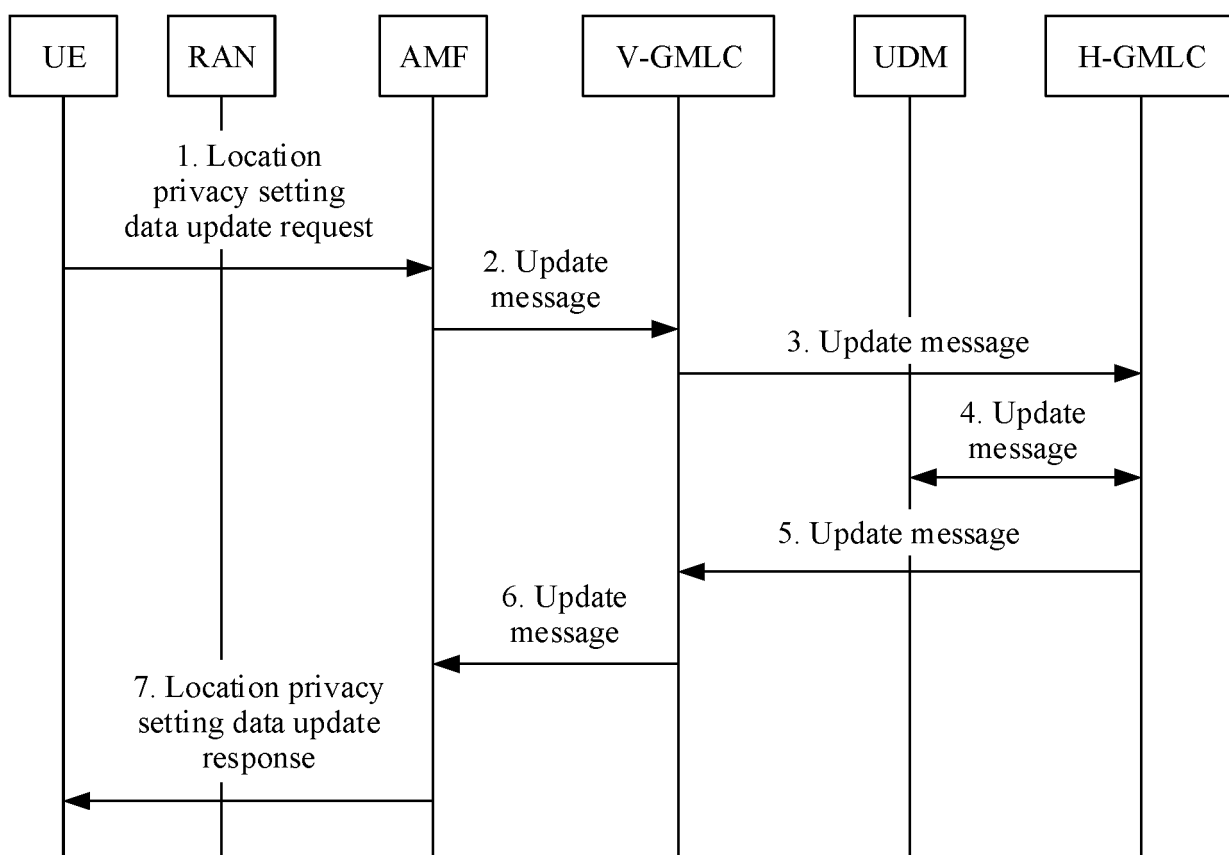 UE
RAN
AMF
V-GMLC
UDM
H-GMLC
1. Location
privacy setting
data update request
2. Update
message
3. Update message
4. Update
message
5. Update message
6. Update
message
7. Location privacy
setting data update
response